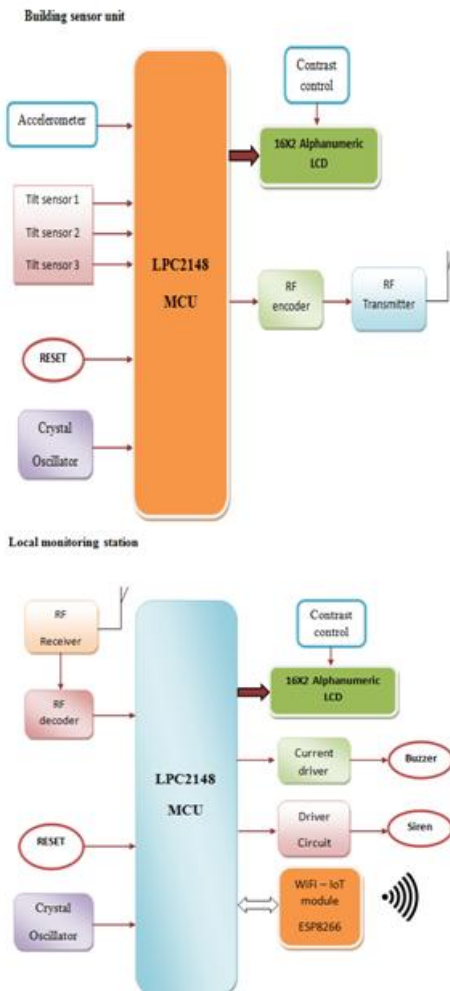 Building sensor unit
Contrast
control
Accelerometer
16X2 Alphanumeric
LCD
Tilt sensor 1
Tilt sensor 2
Tilt sensor 3
LPC2148
MCU
RF
encoder
RF
Transmitter
RESET
Crystal
Oscillator
Local monitoring station
RF
Receiver
Contrast
control
RF
decoder
16X2 Alphanumeric
LCD
LPC2148
MCU
Current
driver
Buzzer
RESET
Driver
Circuit
Siren
Crystal
Oscillator
WIFI – IoT
module
ESP8266